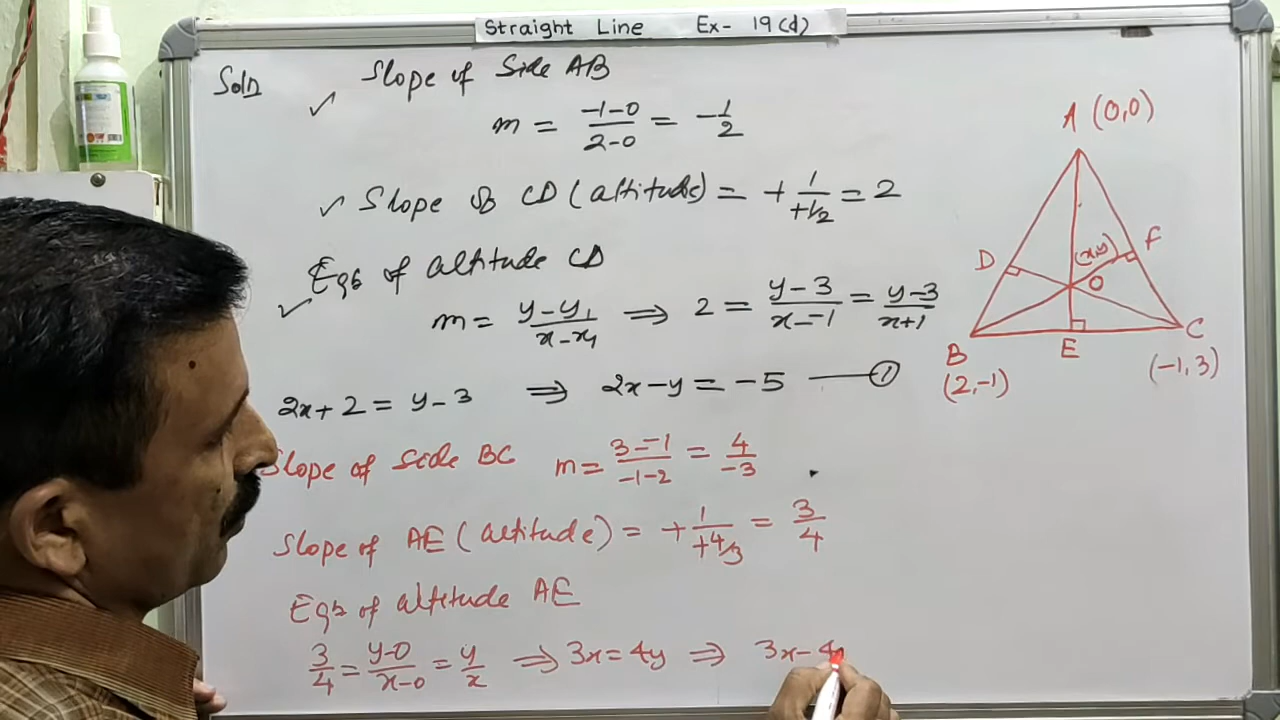 Straight Line Ex- 19(d)
Soln
✓ Slope of Side AB
m = -1-0/2-0 = -1/2
✓ Slope of CD (altitude) = +1/+1/2 = 2
✓ Eqn of altitude CD
m = y-y₁/x-x₁ ⇒ 2 = y-3/x--1 = y-3/x+1
2x+2 = y-3 ⇒ 2x-y = -5 —— ①
Slope of Side BC m = 3--1/-1-2 = 4/-3
Slope of AE (altitude) = +1/+4/3 = 3/4
Eqn of altitude AE
3/4 = y-0/x-0 = y/x ⇒ 3x = 4y ⇒ 3x-4
A (0,0)
D
(x,y)
F
O
B
E
C
(2,-1)
(-1,3)